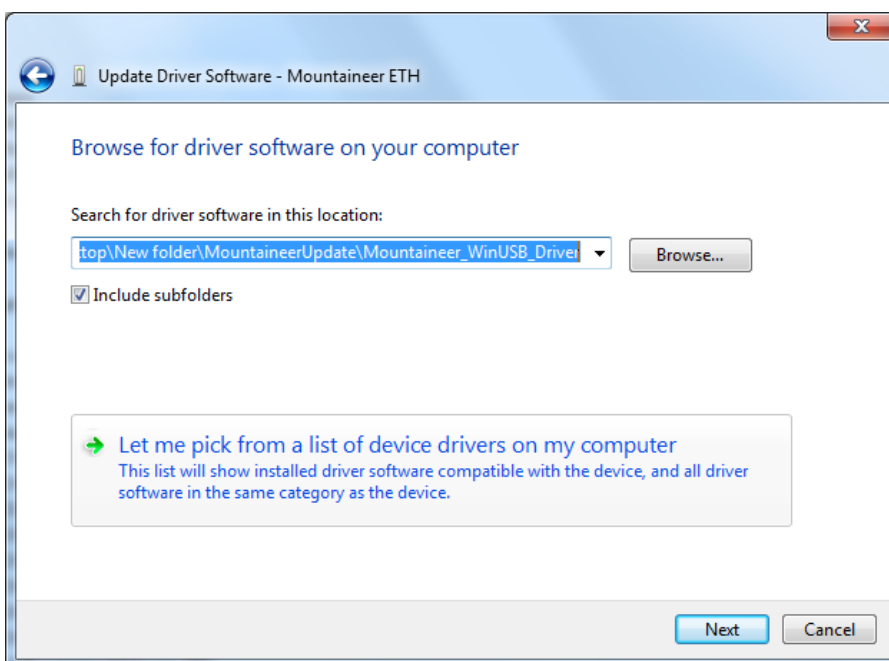 Update Driver Software - Mountaineer ETH
Browse for driver software on your computer
Search for driver software in this location:
top\New folder\MountaineerUpdate\Mountaineer_WinUSB_Driver
Browse...
Include subfolders
Let me pick from a list of device drivers on my computer
This list will show installed driver software compatible with the device, and all driver
software in the same category as the device.
Next
Cancel